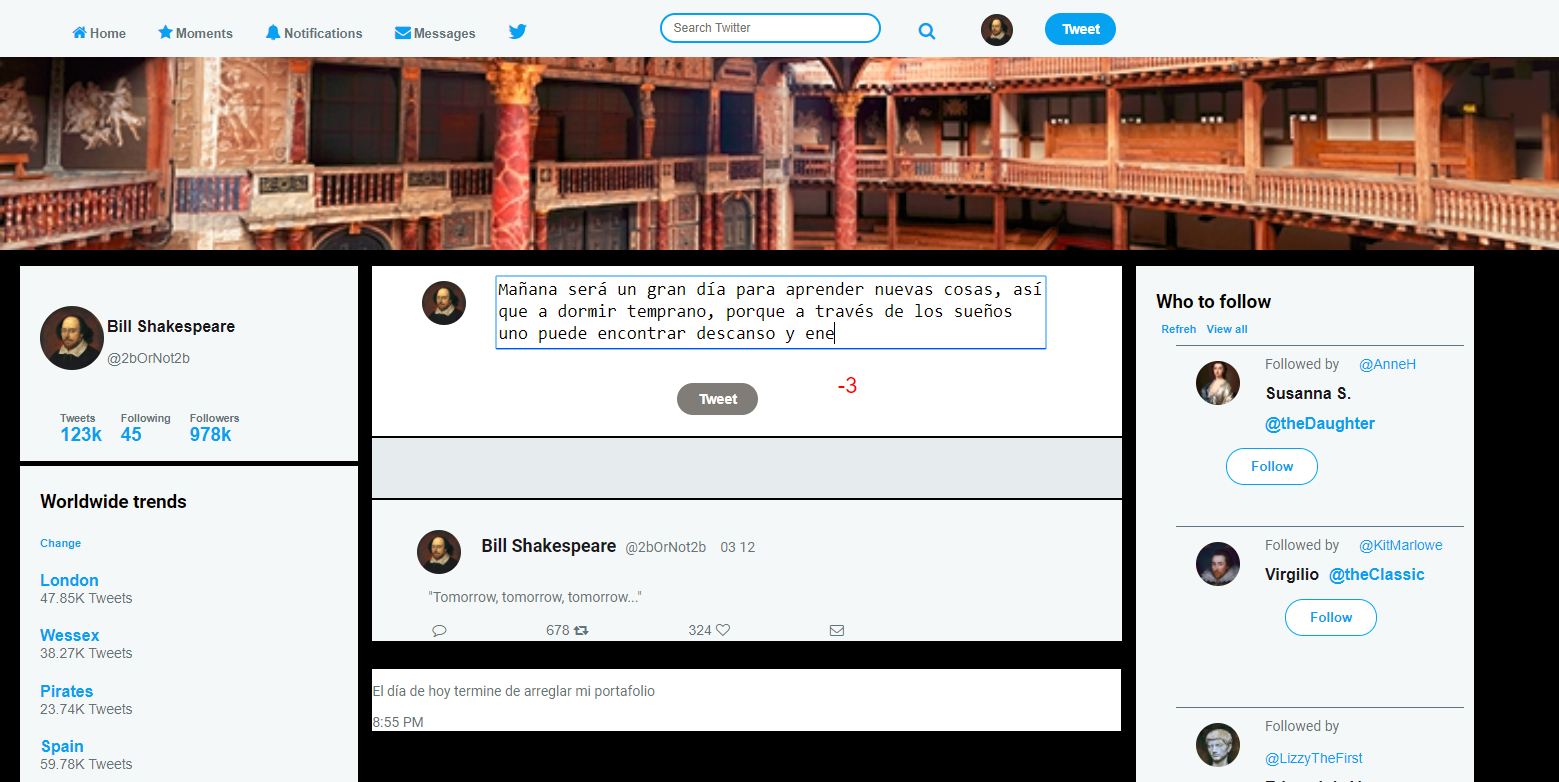 Home Moments Notifications Messages Search Twitter Tweet
Bill Shakespeare
@2bOrNot2b
Tweets Following Followers
123k 45 978k
Worldwide trends
Change
London
47.85K Tweets
Wessex
38.27K Tweets
Pirates
23.74K Tweets
Spain
59.78K Tweets
Mañana será un gran día para aprender nuevas cosas, así
que a dormir temprano, porque a través de los sueños
uno puede encontrar descanso y ene
Tweet -3
Bill Shakespeare @2bOrNot2b 03 12
"Tomorrow, tomorrow, tomorrow..."
678 324
El día de hoy termine de arreglar mi portafolio
8:55 PM
Who to follow
Refreh View all
Followed by @AnneH
Susanna S.
@theDaughter
Follow
Followed by @KitMarlowe
Virgilio @theClassic
Follow
Followed by
@LizzyTheFirst